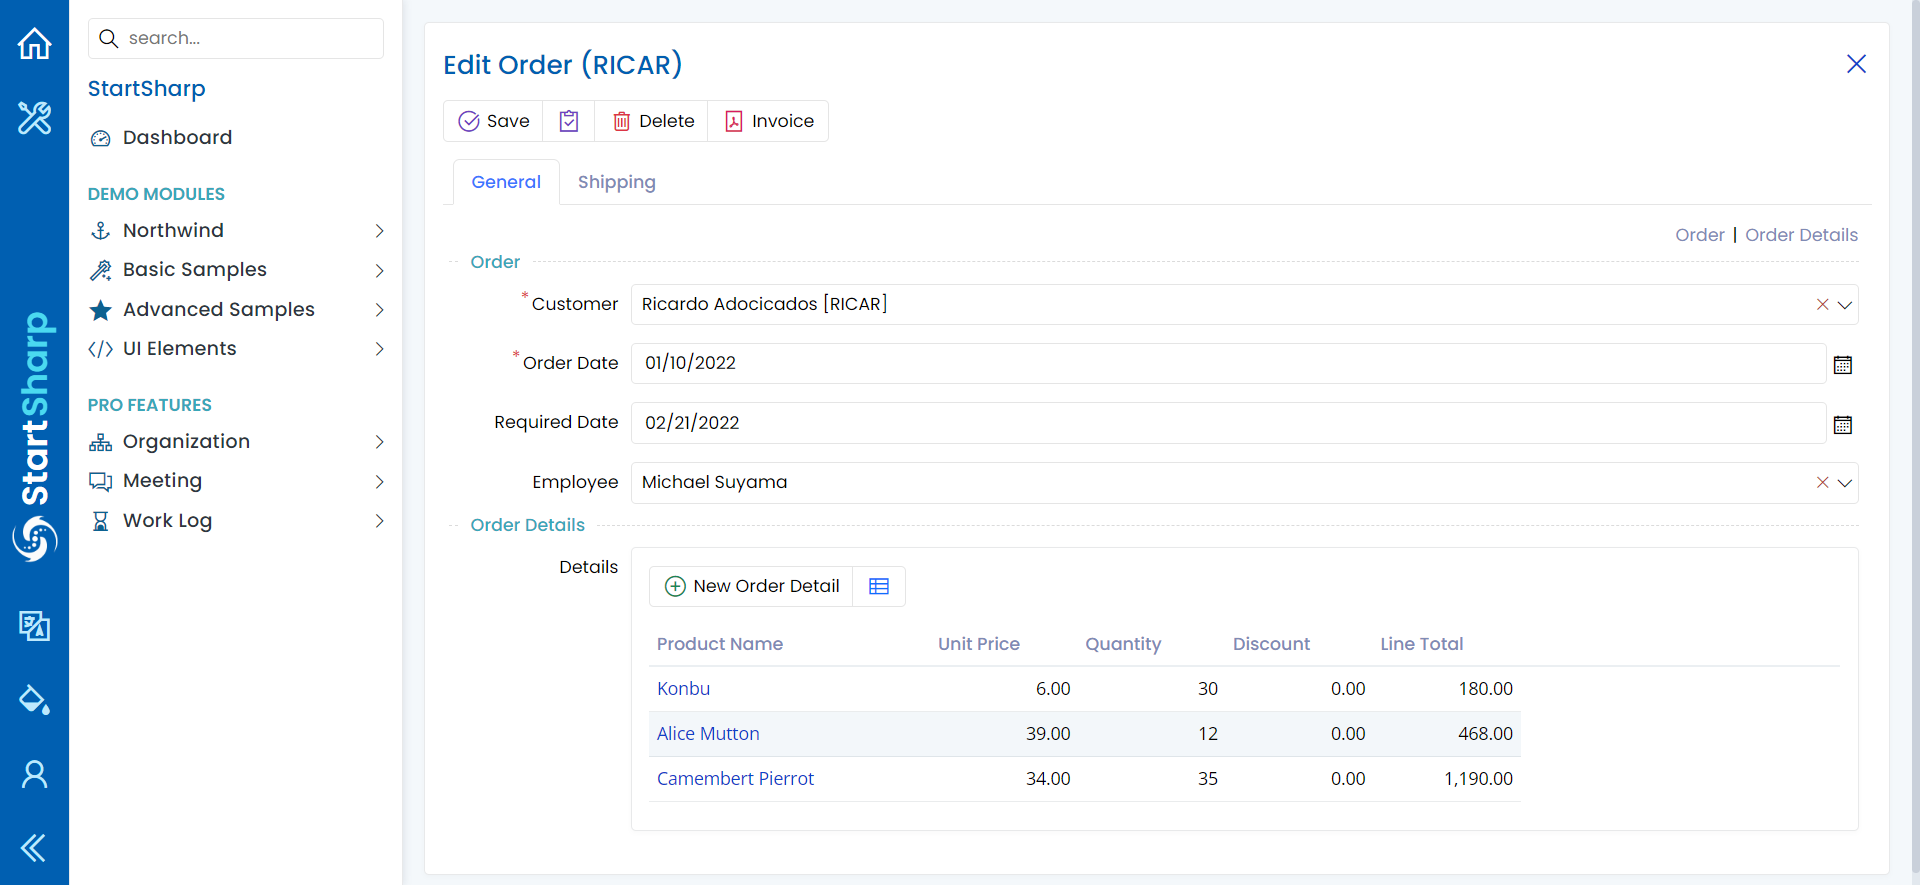 StartSharp
search...
StartSharp
Dashboard
DEMO MODULES
Northwind
Basic Samples
Advanced Samples
UI Elements
PRO FEATURES
Organization
Meeting
Work Log
Edit Order (RICAR)
Save
Delete
Invoice
General
Shipping
Order | Order Details
Order
*Customer
Ricardo Adocicados [RICAR]
*Order Date
01/10/2022
Required Date
02/21/2022
Employee
Michael Suyama
Order Details
Details
New Order Detail
Product Name Unit Price Quantity Discount Line Total
Konbu 6.00 30 0.00 180.00
Alice Mutton 39.00 12 0.00 468.00
Camembert Pierrot 34.00 35 0.00 1,190.00